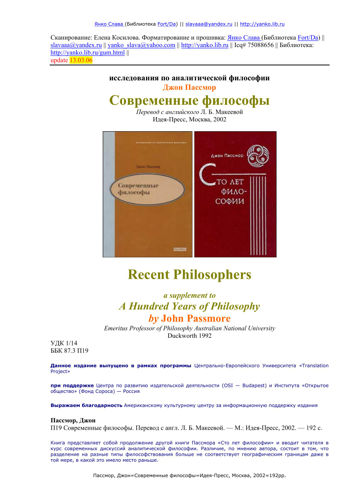 Янко Слава (Библиотека Fort/Da) || slavaaa@yandex.ru || http://yanko.lib.ru
Сканирование: Елена Косилова. Форматирование и прошивка: Янко Слава (Библиотека Fort/Da) ||
slavaaa@yandex.ru || yanko_slava@yahoo.com || http://yanko.lib.ru || Icq# 75088656 || Библиотека:
http://yanko.lib.ru/gum.html ||
update 13.03.06
исследования по аналитической философии
Джон Пассмор
Современные философы
Перевод с английского Л. Б. Макеевой
Идея-Пресс, Москва, 2002
Современные
философы
Джон Пассмор
СТО ЛЕТ
ФИЛО-
СОФИИ
Recent Philosophers
a supplement to
A Hundred Years of Philosophy
by John Passmore
Emeritus Professor of Philosophy Australian National University
Duckworth 1992
УДК 1/14
ББК 87.3 П19
Данное издание выпущено в рамках программы Центрально-Европейского Университета «Translation
Project»
при поддержке Центра по развитию издательской деятельности (OSI — Budapest) и Института «Открытое
общество» (Фонд Сороса) — Россия
Выражаем благодарность Американскому культурному центру за информационную поддержку издания
Пассмор, Джон
П19 Современные философы. Перевод с англ. Л. Б. Макеевой. — М.: Идея-Пресс, 2002. — 192 с.
Книга представляет собой продолжение другой книги Пассмора «Сто лет философии» и вводит читателя в
курс современных дискуссий аналитической философии. Различие, по мнению автора, состоит в том, что
разделение на разные типы философствования больше не соответствует географическим границам даже в
той мере, в какой это имело место раньше.
Пассмор, Джон=Современные философы=Идея-Пресс, Москва, 2002=192pp.